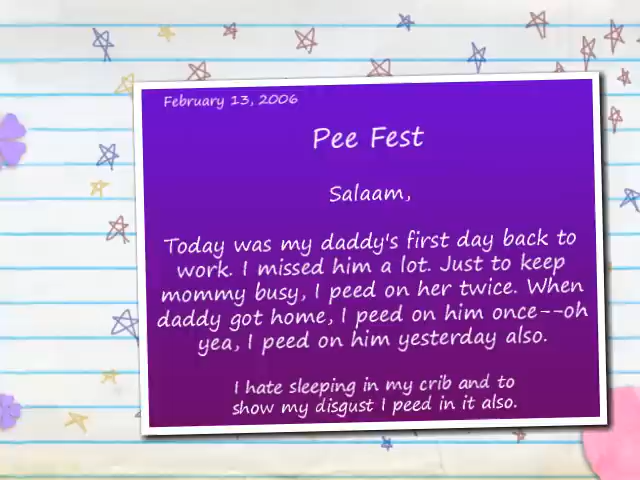 February 13, 2006
Pee Fest
Salaam,
Today was my daddy's first day back to
work. I missed him a lot. Just to keep
mommy busy, I peed on her twice. When
daddy got home, I peed on him once--oh
yea, I peed on him yesterday also.
I hate sleeping in my crib and to
show my disgust I peed in it also.